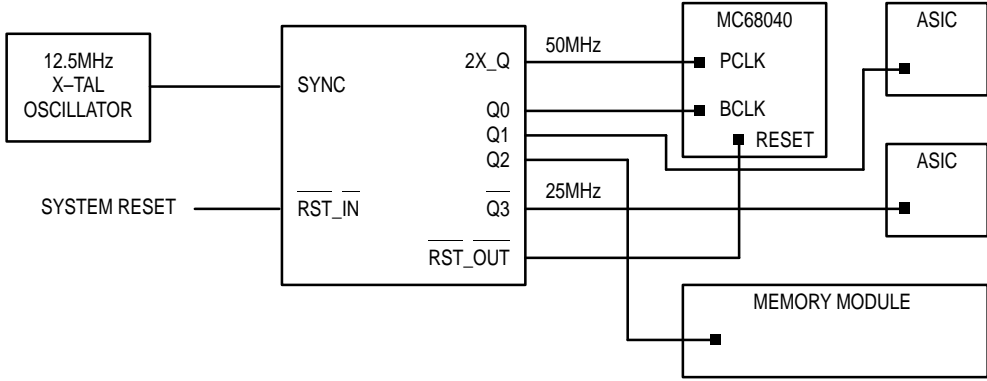 12.5MHz
X–TAL
OSCILLATOR
SYSTEM RESET
SYNC
RST_IN
2X_Q
Q0
Q1
Q2
Q3
RST_OUT
50MHz
25MHz
MC68040
PCLK
BCLK
RESET
ASIC
ASIC
MEMORY MODULE